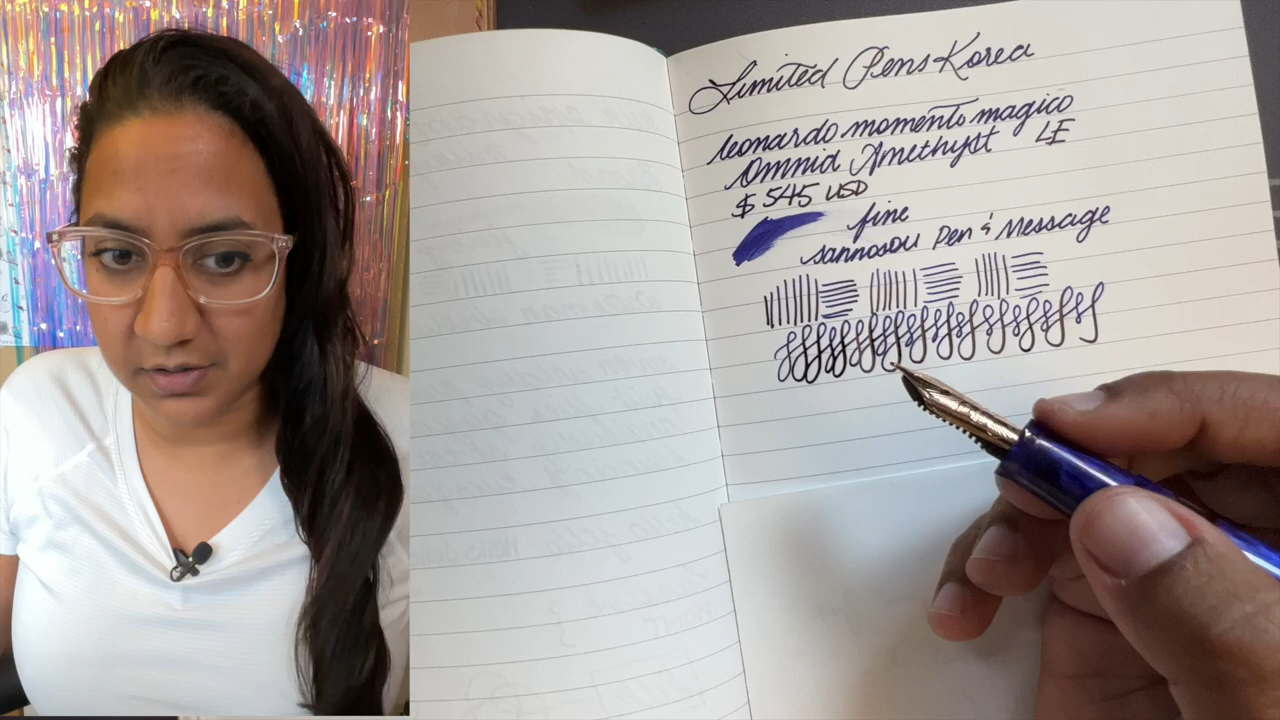 Limited Pens Korea
leonardo momento magico
Omnia Amethyst LE
$545 USD
fine
sannosou Pen & Message